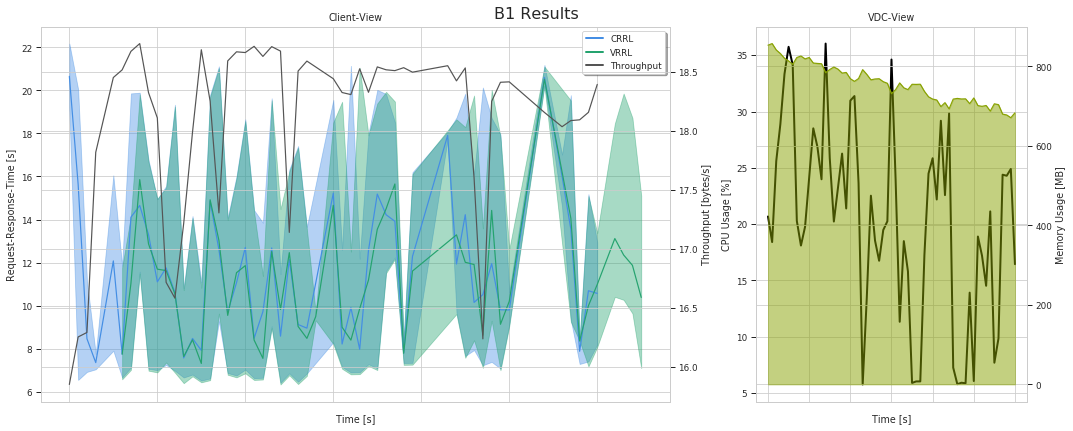 B1 Results
Client-View
VDC-View
CRRL
VRRL
Throughput
Request-Response-Time [s]
22
20
18
16
14
12
10
8
6
Time [s]
18.5
18.0
17.5
17.0
16.5
16.0
Throughput [bytes/s]
CPU Usage [%]
35
30
25
20
15
10
5
Time [s]
800
600
400
200
0
Memory Usage [MB]